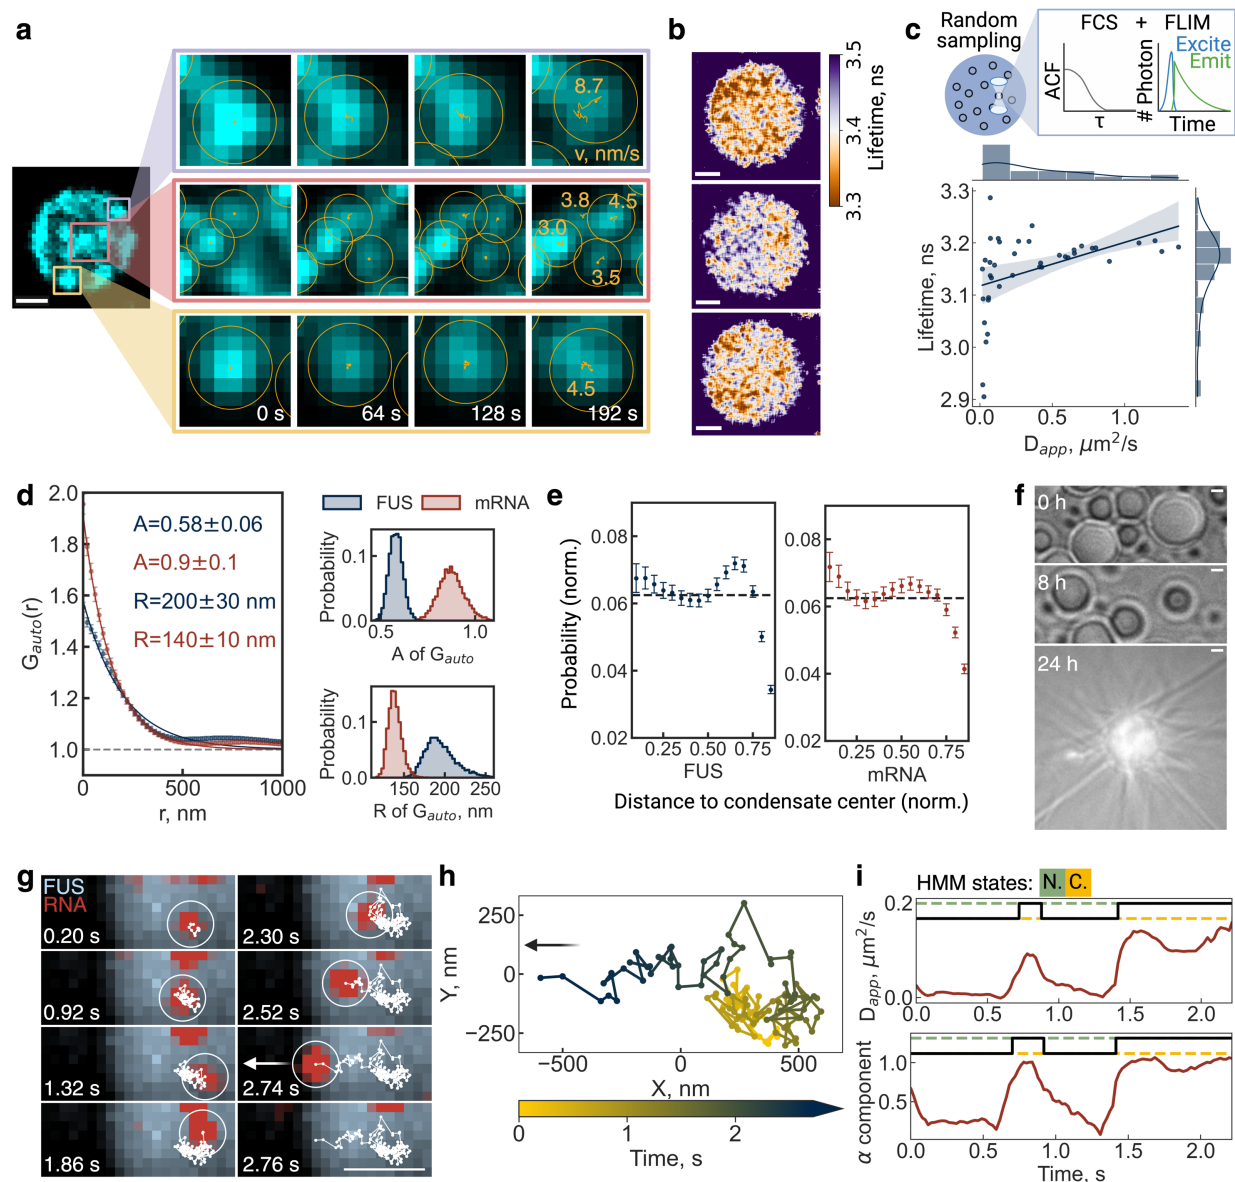 a
8.7
v, nm/s
3.8
4.5
3.0
3.5
4.5
0 s
64 s
128 s
192 s
b
3.5
3.4
3.3
Lifetime, ns
c
Random
sampling
FCS + FLIM
Excite
Emit
ACF
τ
# Photon
Time
3.3
3.2
3.1
3.0
2.9
Lifetime, ns
0.0
0.5
1.0
D_app, μm²/s
d
2.0
1.8
1.6
1.4
1.2
1.0
G_auto(r)
A=0.58±0.06
A=0.9±0.1
R=200±30 nm
R=140±10 nm
0
500
1000
r, nm
FUS
mRNA
Probability
0.1
0.0
0.5
1.0
A of G_auto
Probability
0.1
0.0
150
200
250
R of G_auto, nm
e
Probability (norm.)
0.08
0.06
0.04
0.02
0.25 0.50 0.75
FUS
0.08
0.06
0.04
0.02
0.25 0.50 0.75
mRNA
Distance to condensate center (norm.)
f
0 h
8 h
24 h
g
FUS
RNA
0.20 s
2.30 s
0.92 s
2.52 s
1.32 s
2.74 s
1.86 s
2.76 s
h
Y, nm
250
0
−250
−500
0
500
X, nm
0
1
2
Time, s
i
HMM states: N. C.
0.2
0.0
D_app, μm²/s
0.0 0.5 1.0 1.5 2.0
α component
1.0
0.5
0.0 0.5 1.0 1.5 2.0
Time, s